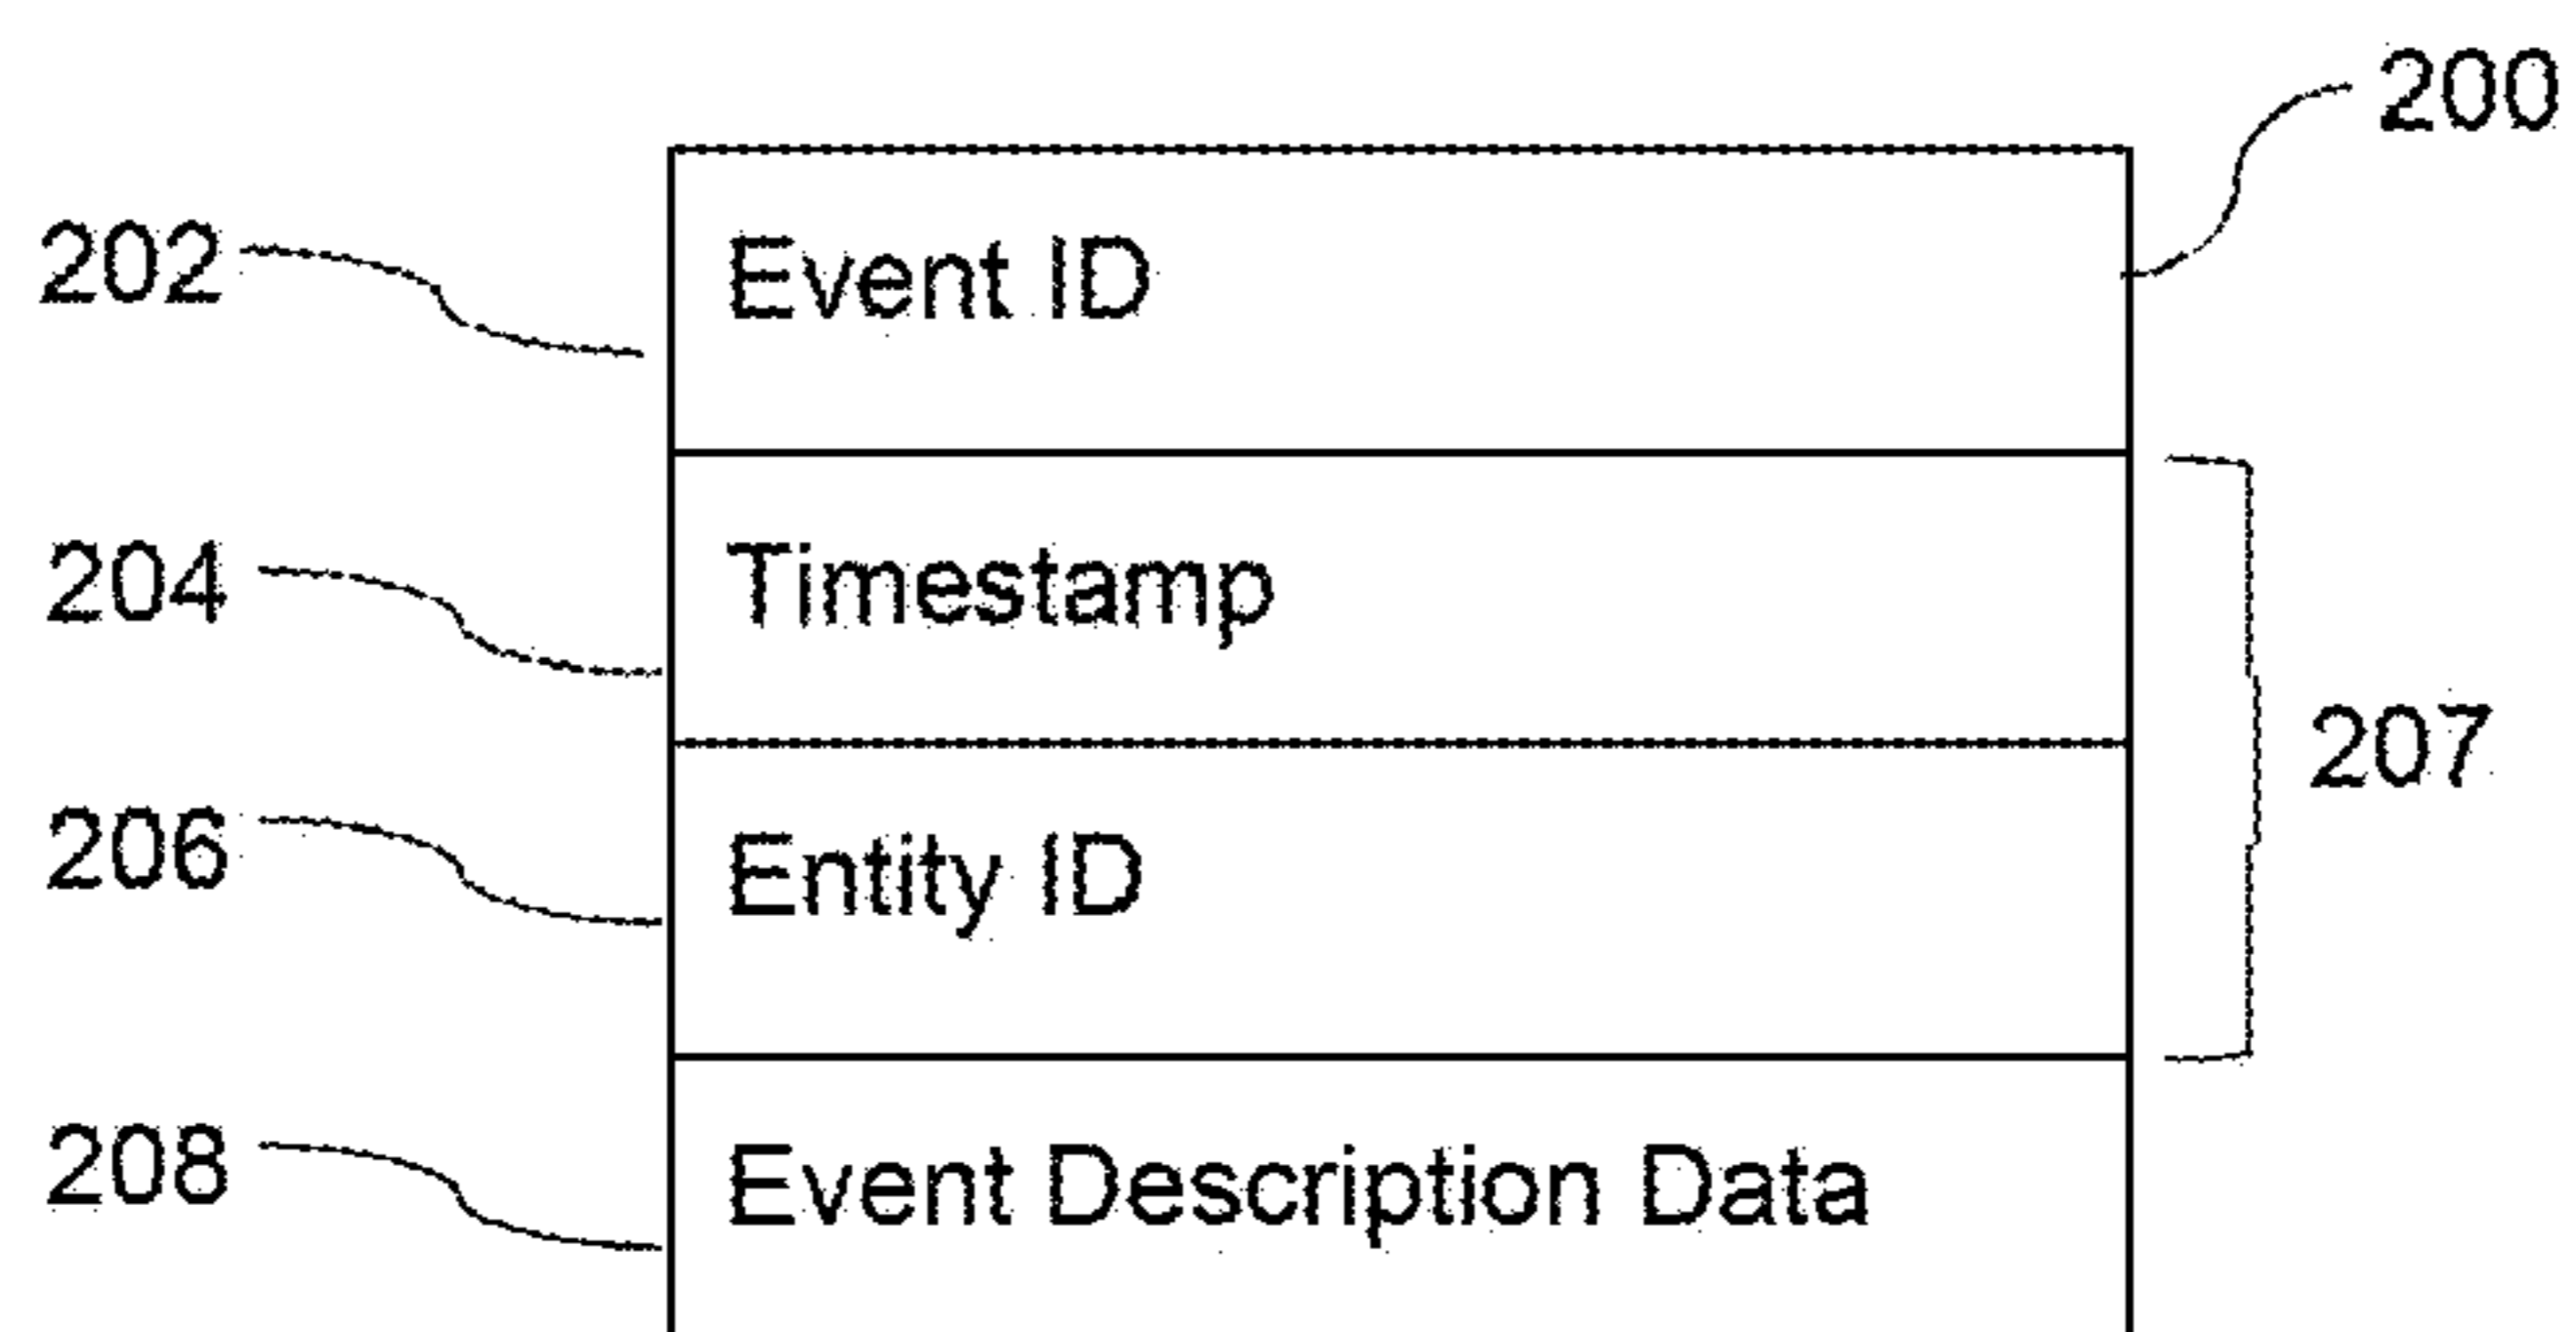 200
202 Event ID
204 Timestamp
207
206 Entity ID
208 Event Description Data